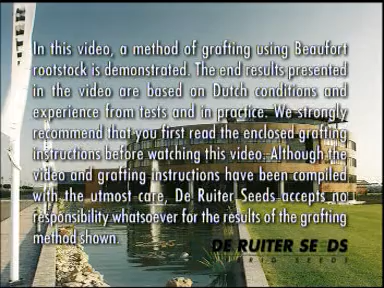 In this video, a method of grafting using Beaufort
rootstock is demonstrated. The end results presented
in the video are based on Dutch conditions and
experience from tests and in practice. We strongly
recommend that you first read the enclosed grafting
instructions before watching this video. Although the
video and grafting instructions have been compiled
with the utmost care, De Ruiter Seeds accepts no
responsibility whatsoever for the results of the grafting
method shown.
DE RUITER SE DS